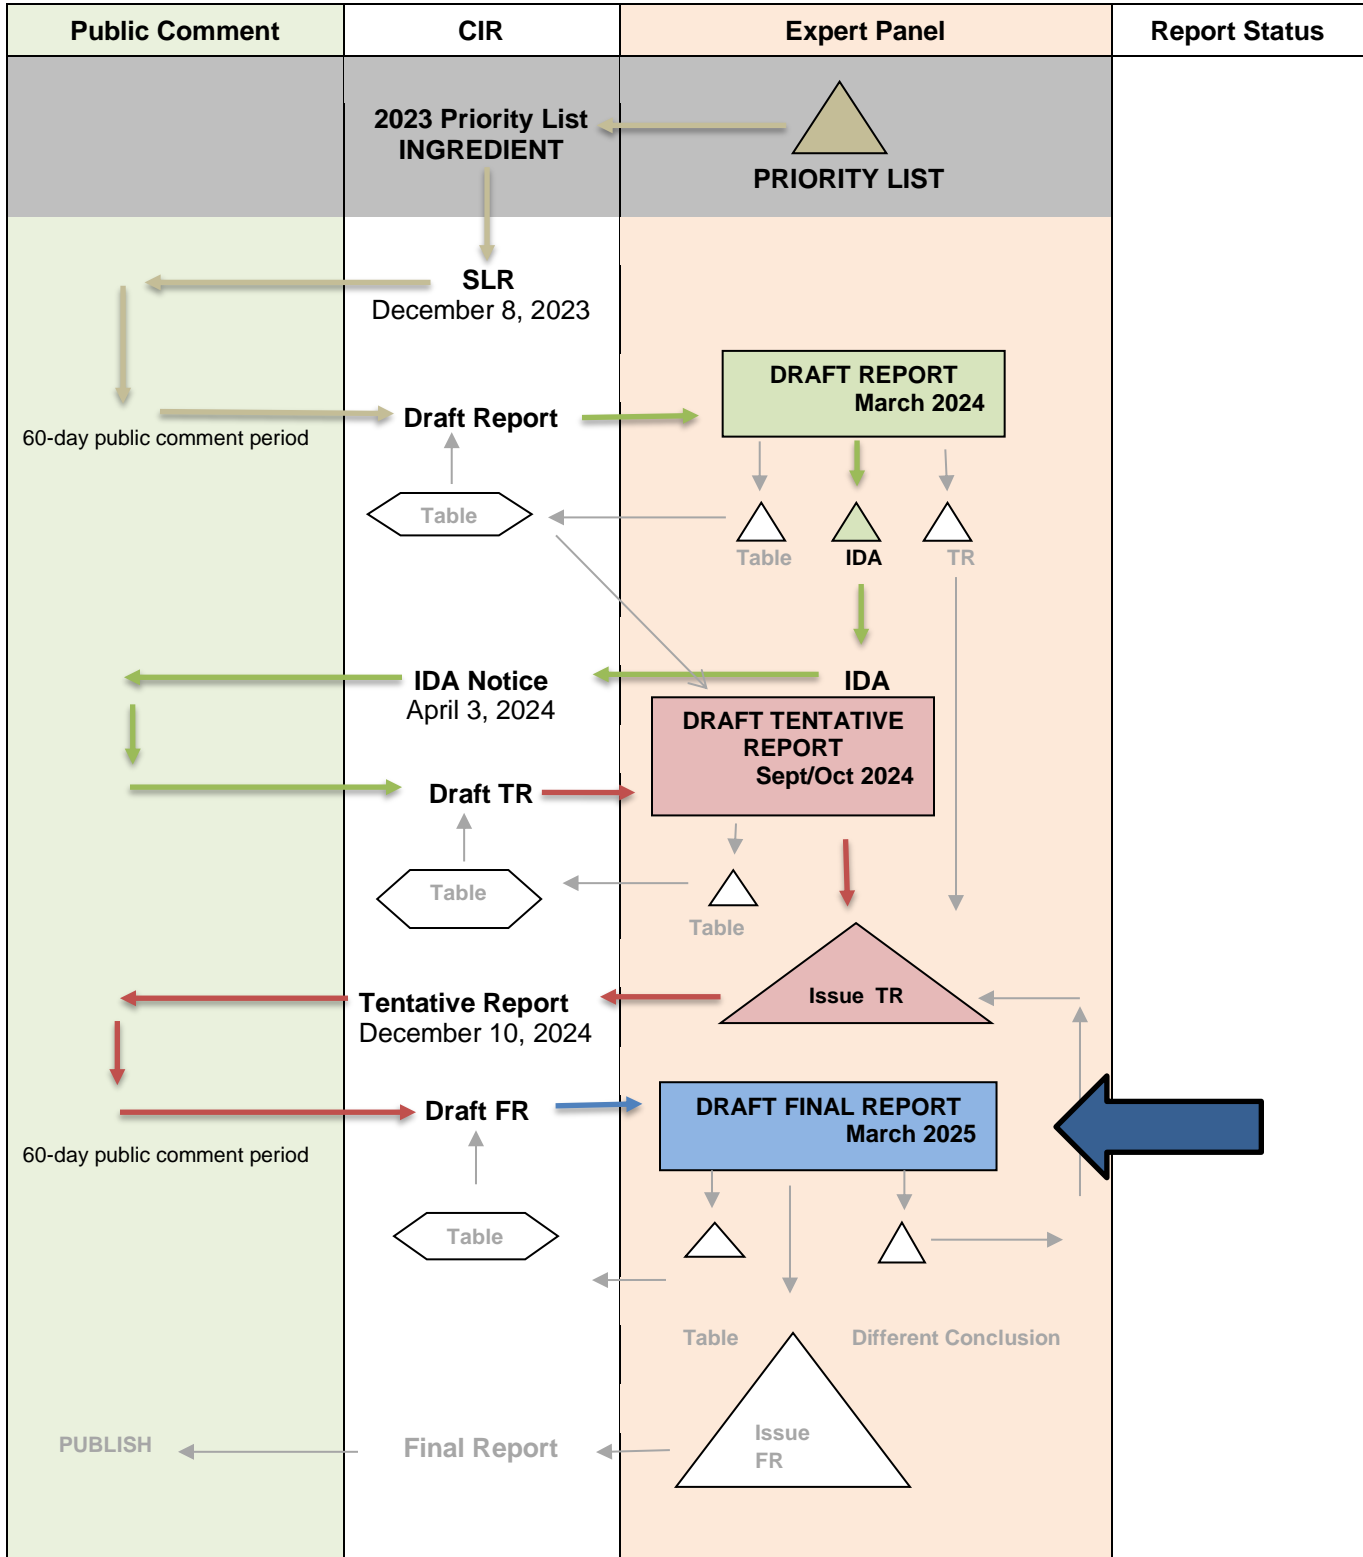 Public Comment
CIR
Expert Panel
Report Status
2023 Priority List
INGREDIENT
PRIORITY LIST
SLR
December 8, 2023
60-day public comment period
Draft Report
DRAFT REPORT
March 2024
Table
Table
IDA
TR
IDA Notice
April 3, 2024
IDA
DRAFT TENTATIVE
REPORT
Sept/Oct 2024
Draft TR
Table
Table
Issue TR
Tentative Report
December 10, 2024
60-day public comment period
Draft FR
DRAFT FINAL REPORT
March 2025
Table
Table
Different Conclusion
Issue
FR
Final Report
PUBLISH